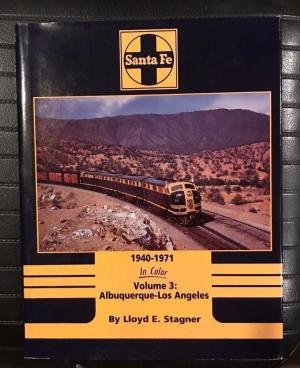 Santa Fe
1940-1971
In Color
Volume 3:
Albuquerque-Los Angeles
By Lloyd E. Stagner